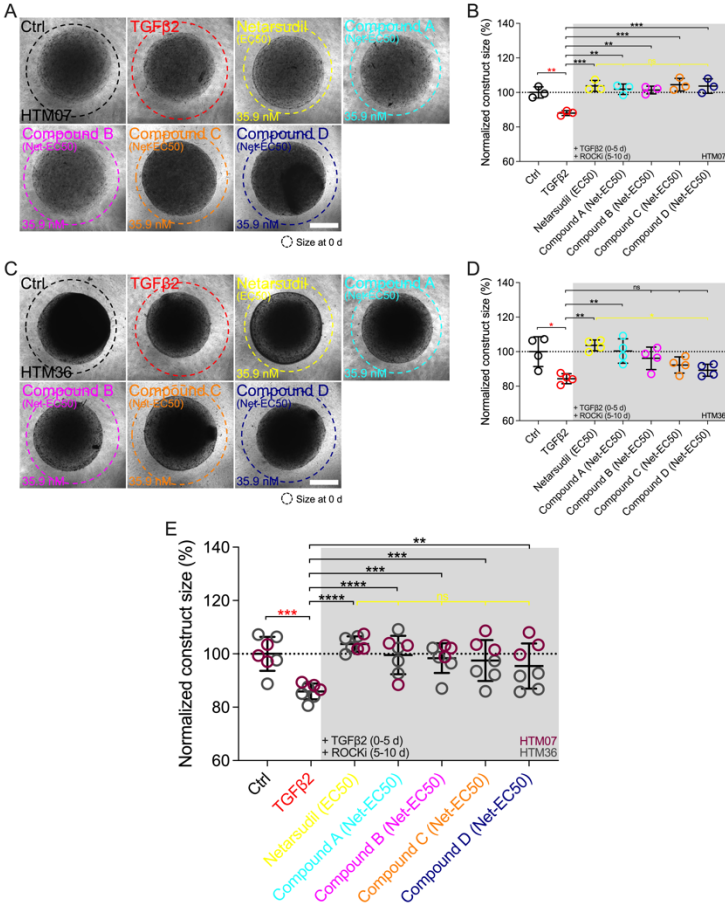 A
Ctrl
HTM07
TGFβ2
Netarsudil
(EC50)
35.9 nM
Compound A
(Net-EC50)
35.9 nM
Compound B
(Net-EC50)
35.9 nM
Compound C
(Net-EC50)
35.9 nM
Compound D
(Net-EC50)
35.9 nM
Size at 0 d
B
Normalized construct size (%)
140
120
100
80
60
**
***
**
**
***
***
ns
+ TGFβ2 (0-5 d)
+ ROCKi (5-10 d)
HTM07
Ctrl
TGFβ2
Netarsudil (EC50)
Compound A (Net-EC50)
Compound B (Net-EC50)
Compound C (Net-EC50)
Compound D (Net-EC50)
C
Ctrl
HTM36
TGFβ2
Netarsudil
(EC50)
35.9 nM
Compound A
(Net-EC50)
35.9 nM
Compound B
(Net-EC50)
35.9 nM
Compound C
(Net-EC50)
35.9 nM
Compound D
(Net-EC50)
35.9 nM
Size at 0 d
D
Normalized construct size (%)
140
120
100
80
60
*
**
**
ns
+ TGFβ2 (0-5 d)
+ ROCKi (5-10 d)
HTM36
Ctrl
TGFβ2
Netarsudil (EC50)
Compound A (Net-EC50)
Compound B (Net-EC50)
Compound C (Net-EC50)
Compound D (Net-EC50)
E
Normalized construct size (%)
140
120
100
80
60
***
****
****
***
***
**
ns
+ TGFβ2 (0-5 d)
+ ROCKi (5-10 d)
HTM07
HTM36
Ctrl
TGFβ2
Netarsudil (EC50)
Compound A (Net-EC50)
Compound B (Net-EC50)
Compound C (Net-EC50)
Compound D (Net-EC50)